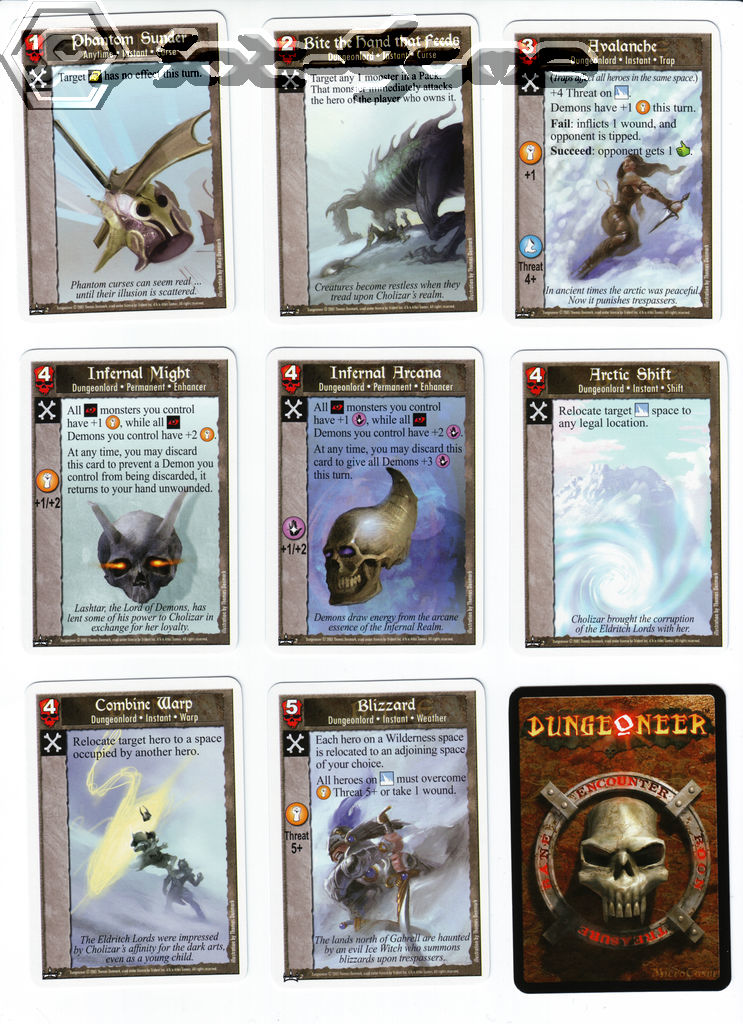 1
Phantom Sunder
Anytime • Instant • Curse
Target has no effect this turn.
Phantom curses can seem real ...
until their illusion is scattered.
2
Bite the Hand that Feeds
Dungeonlord • Instant • Curse
Target any 1 monster in a Pack.
That monster immediately attacks
the hero of the player who owns it.
Creatures become restless when they
tread upon Cholizar's realm.
3
Avalanche
Dungeonlord • Instant • Trap
(Traps affect all heroes in the same space.)
+4 Threat on .
Demons have +1 this turn.
Fail: inflicts 1 wound, and
opponent is tipped.
Succeed: opponent gets 1 .
+1
Threat
4+
In ancient times the arctic was peaceful.
Now it punishes trespassers.
4
Infernal Might
Dungeonlord • Permanent • Enhancer
All monsters you control
have +1 , while all
Demons you control have +2 .
At any time, you may discard
this card to prevent a Demon you
control from being discarded, it
returns to your hand unwounded.
+1/+2
Lashtar, the Lord of Demons, has
lent some of his power to Cholizar in
exchange for her loyalty.
4
Infernal Arcana
Dungeonlord • Permanent • Enhancer
All monsters you control
have +1 , while all
Demons you control have +2 .
At any time, you may discard this
card to give all Demons +3
this turn.
+1/+2
Demons draw energy from the arcane
essence of the Infernal Realm.
4
Arctic Shift
Dungeonlord • Instant • Shift
Relocate target space to
any legal location.
Cholizar brought the corruption
of the Eldritch Lords with her.
4
Combine Warp
Dungeonlord • Instant • Warp
Relocate target hero to a space
occupied by another hero.
The Eldritch Lords were impressed
by Cholizar's affinity for the dark arts,
even as a young child.
5
Blizzard
Dungeonlord • Instant • Weather
Each hero on a Wilderness space
is relocated to an adjoining space
of your choice.
All heroes on must overcome
Threat 5+ or take 1 wound.
Threat
5+
The lands north of Gabrell are haunted
by an evil Ice Witch who summons
blizzards upon trespassers.
DUNGEONEER
ENCOUNTER
BOON
TREASURE
BANE